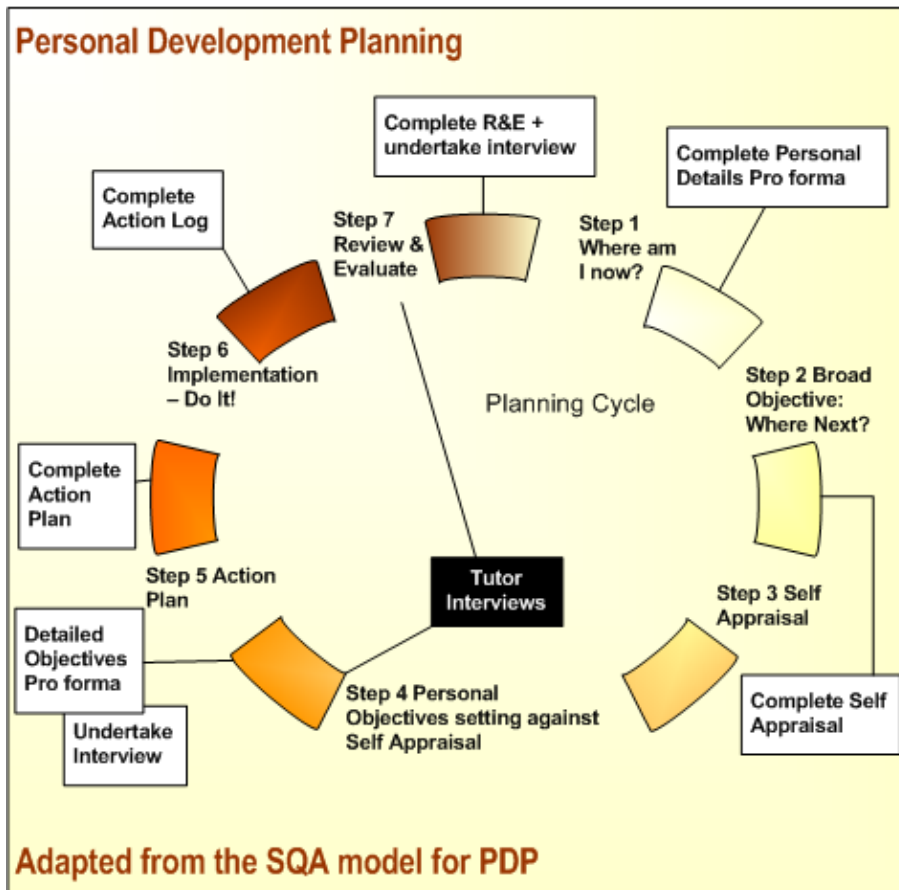 Personal Development Planning
Complete R&E +
undertake interview
Complete Personal
Details Pro forma
Complete
Action Log
Step 7
Review &
Evaluate
Step 1
Where am
I now?
Step 6
Implementation
– Do It!
Planning Cycle
Step 2 Broad
Objective:
Where Next?
Complete
Action
Plan
Step 5 Action
Plan
Tutor
Interviews
Step 3 Self
Appraisal
Detailed
Objectives
Pro forma
Undertake
Interview
Step 4 Personal
Objectives setting against
Self Appraisal
Complete Self
Appraisal
Adapted from the SQA model for PDP